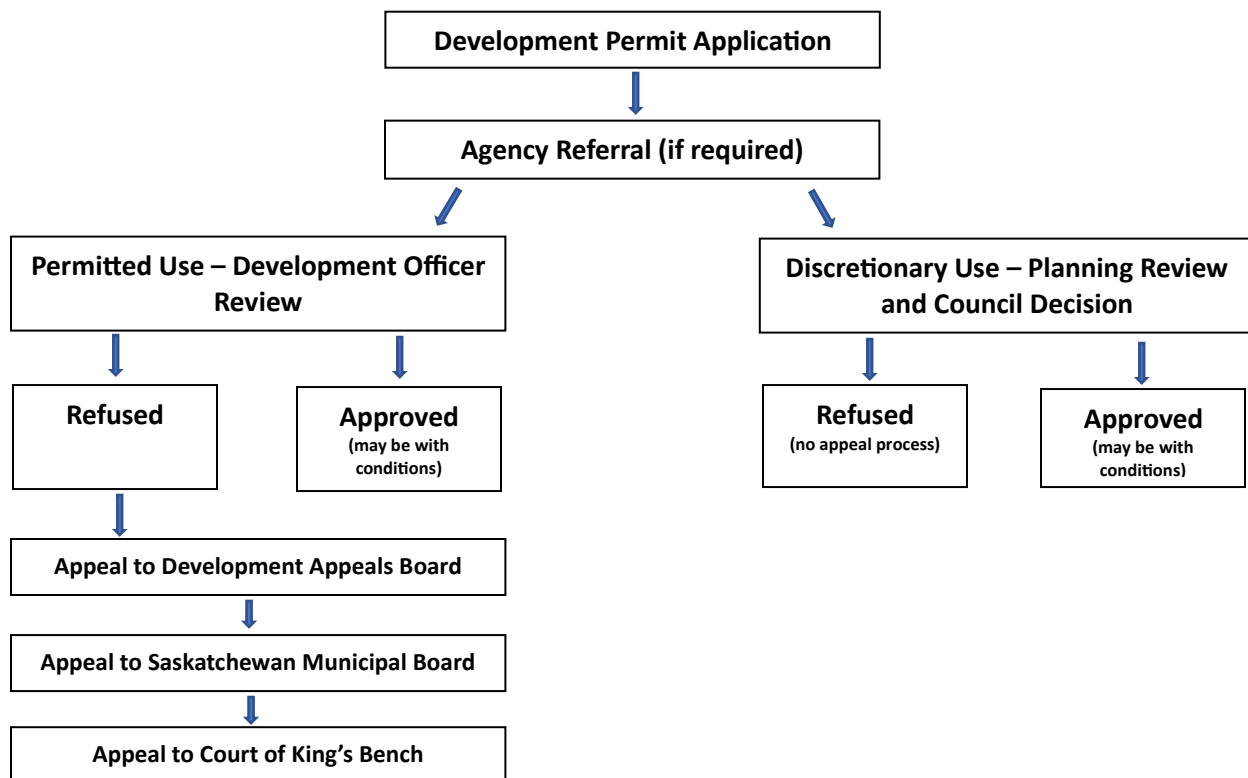 Development Permit Application
Agency Referral (if required)
Permitted Use – Development Officer
Review
Discretionary Use – Planning Review
and Council Decision
Refused
Approved
(may be with
conditions)
Refused
(no appeal process)
Approved
(may be with
conditions)
Appeal to Development Appeals Board
Appeal to Saskatchewan Municipal Board
Appeal to Court of King’s Bench